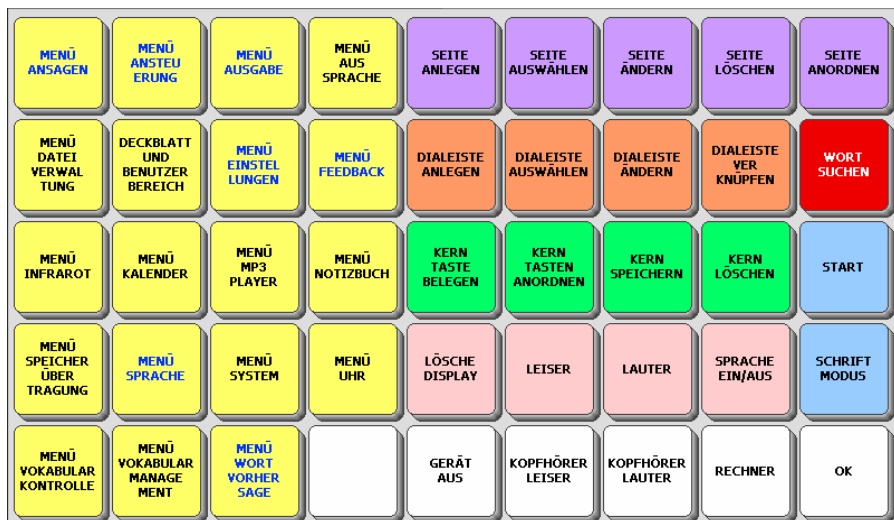 MENÜ
ANSAGEN
MENÜ
ANSTEU
ERUNG
MENÜ
AUSGABE
MENÜ
AUS
SPRACHE
SEITE
ANLEGEN
SEITE
AUSWÄHLEN
SEITE
ÄNDERN
SEITE
LÖSCHEN
SEITE
ANORDNEN
MENÜ
DATEI
VERWAL
TUNG
DECKBLATT
UND
BENUTZER
BEREICH
MENÜ
EINSTEL
LUNGEN
MENÜ
FEEDBACK
DIALEISTE
ANLEGEN
DIALEISTE
AUSWÄHLEN
DIALEISTE
ÄNDERN
DIALEISTE
VER
KNÜPFEN
WORT
SUCHEN
MENÜ
INFRAROT
MENÜ
KALENDER
MENÜ
MP3
PLAYER
MENÜ
NOTIZBUCH
KERN
TASTE
BELEGEN
KERN
TASTEN
ANORDNEN
KERN
SPEICHERN
KERN
LÖSCHEN
START
MENÜ
SPEICHER
ÜBER
TRAGUNG
MENÜ
SPRACHE
MENÜ
SYSTEM
MENÜ
UHR
LÖSCHE
DISPLAY
LEISER
LAUTER
SPRACHE
EIN/AUS
SCHRIFT
MODUS
MENÜ
VOKABULAR
KONTROLLE
MENÜ
VOKABULAR
MANAGE
MENT
MENÜ
WORT
VORHER
SAGE
GERÄT
AUS
KOPFHÖRER
LEISER
KOPFHÖRER
LAUTER
RECHNER
OK